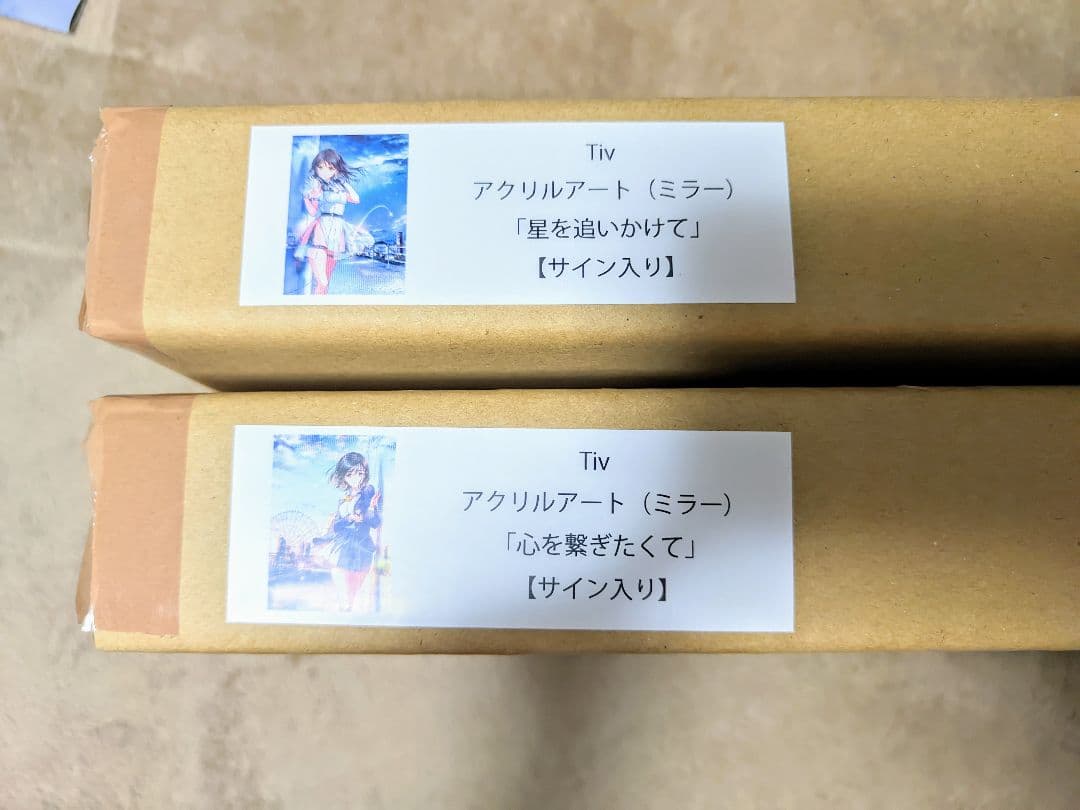 Tiv
アクリルアート（ミラー）
「星を追いかけて」
【サイン入り】
Tiv
アクリルアート（ミラー）
「心を繋ぎたくて」
【サイン入り】